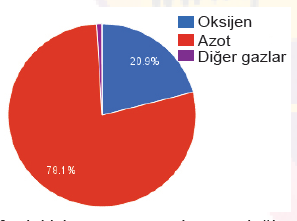 Oksijen
Azot
Diğer gazlar
20.9%
78.1%